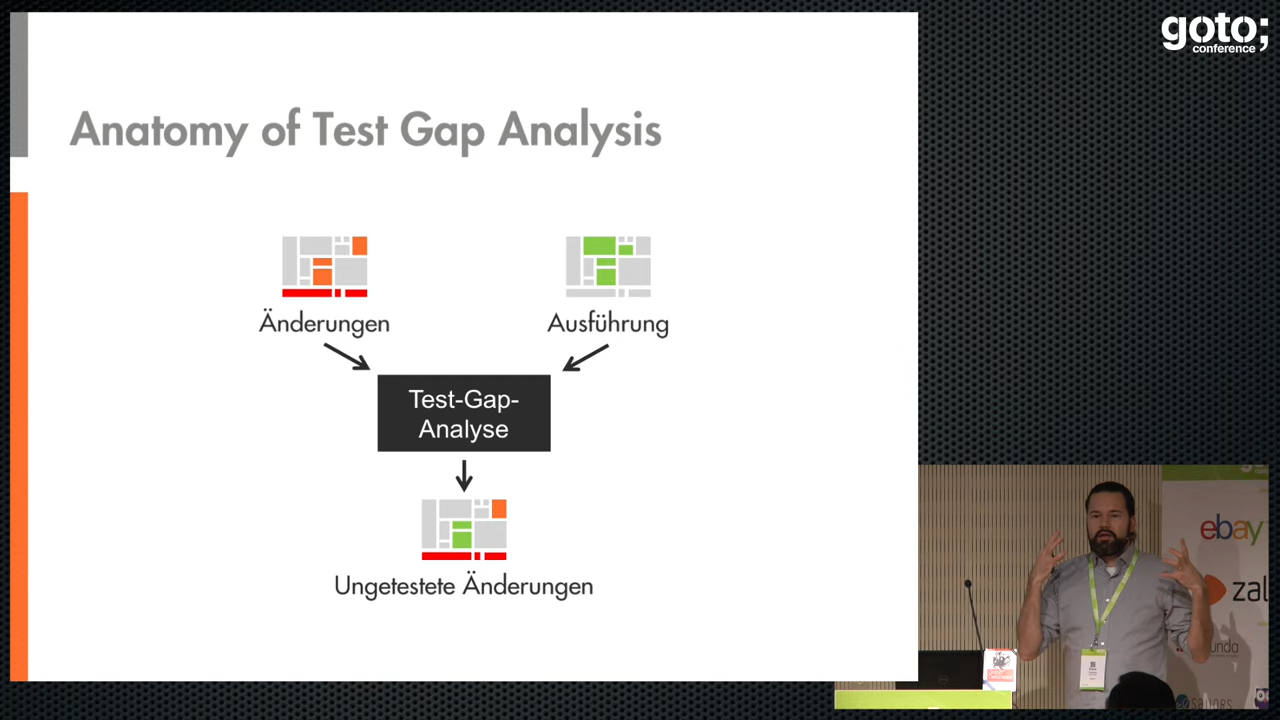 goto;
conference
Anatomy of Test Gap Analysis
Änderungen
Ausführung
Test-Gap-
Analyse
Ungetestete Änderungen
ebay
zal
unda